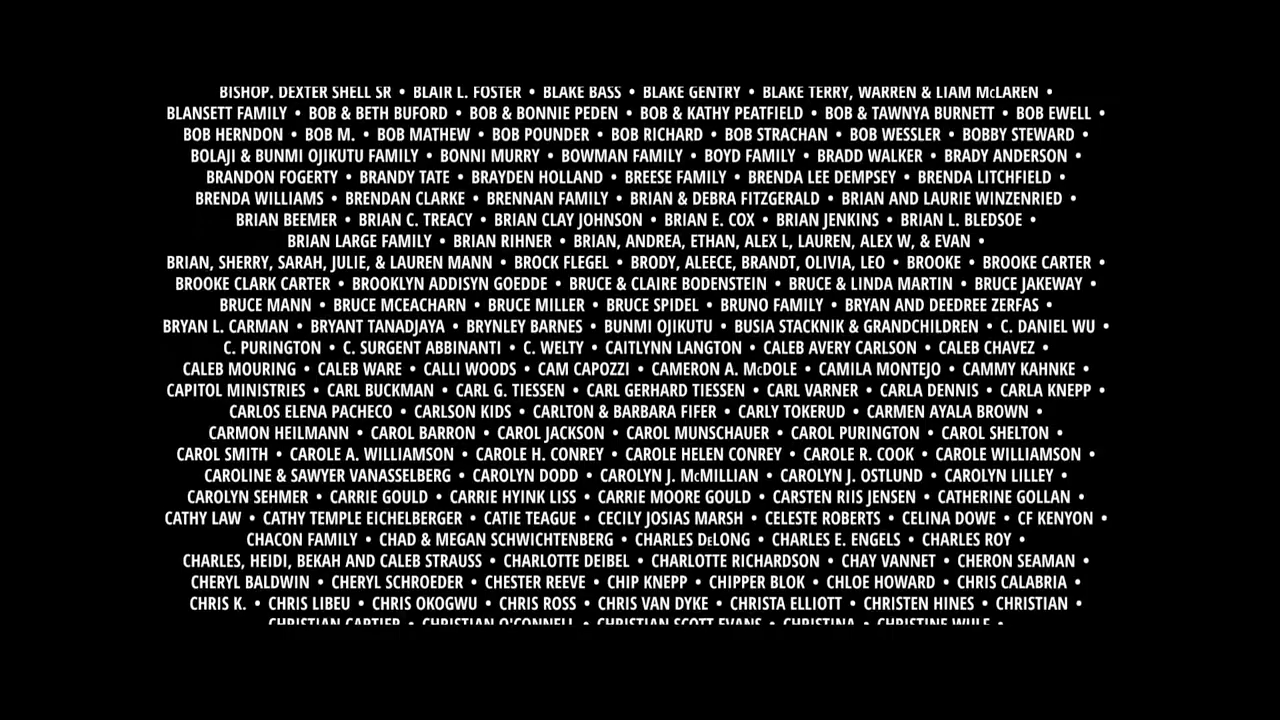 BISHOP. DEXTER SHELL SR • BLAIR L. FOSTER • BLAKE BASS • BLAKE GENTRY • BLAKE TERRY, WARREN & LIAM McLAREN •
BLANSETT FAMILY • BOB & BETH BUFORD • BOB & BONNIE PEDEN • BOB & KATHY PEATFIELD • BOB & TAWNYA BURNETT • BOB EWELL •
BOB HERNDON • BOB M. • BOB MATHEW • BOB POUNDER • BOB RICHARD • BOB STRACHAN • BOB WESSLER • BOBBY STEWARD •
BOLAJI & BUNMI OJIKUTU FAMILY • BONNI MURRY • BOWMAN FAMILY • BOYD FAMILY • BRADD WALKER • BRADY ANDERSON •
BRANDON FOGERTY • BRANDY TATE • BRAYDEN HOLLAND • BREESE FAMILY • BRENDA LEE DEMPSEY • BRENDA LITCHFIELD •
BRENDA WILLIAMS • BRENDAN CLARKE • BRENNAN FAMILY • BRIAN & DEBRA FITZGERALD • BRIAN AND LAURIE WINZENRIED •
BRIAN BEEMER • BRIAN C. TREACY • BRIAN CLAY JOHNSON • BRIAN E. COX • BRIAN JENKINS • BRIAN L. BLEDSOE •
BRIAN LARGE FAMILY • BRIAN RIHNER • BRIAN, ANDREA, ETHAN, ALEX L, LAUREN, ALEX W, & EVAN •
BRIAN, SHERRY, SARAH, JULIE, & LAUREN MANN • BROCK FLEGEL • BRODY, ALEECE, BRANDT, OLIVIA, LEO • BROOKE • BROOKE CARTER •
BROOKE CLARK CARTER • BROOKLYN ADDISYN GOEDDE • BRUCE & CLAIRE BODENSTEIN • BRUCE & LINDA MARTIN • BRUCE JAKEWAY •
BRUCE MANN • BRUCE MCEACHARN • BRUCE MILLER • BRUCE SPIDEL • BRUNO FAMILY • BRYAN AND DEEDREE ZERFAS •
BRYAN L. CARMAN • BRYANT TANADJAYA • BRYNLEY BARNES • BUNMI OJIKUTU • BUSIA STACKNIK & GRANDCHILDREN • C. DANIEL WU •
C. PURINGTON • C. SURGENT ABBINANTI • C. WELTY • CAITLYNN LANGTON • CALEB AVERY CARLSON • CALEB CHAVEZ •
CALEB MOURING • CALEB WARE • CALLI WOODS • CAM CAPOZZI • CAMERON A. McDOLE • CAMILA MONTEJO • CAMMY KAHNKE •
CAPITOL MINISTRIES • CARL BUCKMAN • CARL G. TIESSEN • CARL GERHARD TIESSEN • CARL VARNER • CARLA DENNIS • CARLA KNEPP •
CARLOS ELENA PACHECO • CARLSON KIDS • CARLTON & BARBARA FIFER • CARLY TOKERUD • CARMEN AYALA BROWN •
CARMON HEILMANN • CAROL BARRON • CAROL JACKSON • CAROL MUNSCHAUER • CAROL PURINGTON • CAROL SHELTON •
CAROL SMITH • CAROLE A. WILLIAMSON • CAROLE H. CONREY • CAROLE HELEN CONREY • CAROLE R. COOK • CAROLE WILLIAMSON •
CAROLINE & SAWYER VANASSELBERG • CAROLYN DODD • CAROLYN J. McMILLIAN • CAROLYN J. OSTLUND • CAROLYN LILLEY •
CAROLYN SEHMER • CARRIE GOULD • CARRIE HYINK LISS • CARRIE MOORE GOULD • CARSTEN RIIS JENSEN • CATHERINE GOLLAN •
CATHY LAW • CATHY TEMPLE EICHELBERGER • CATIE TEAGUE • CECILY JOSIAS MARSH • CELESTE ROBERTS • CELINA DOWE • CF KENYON •
CHACON FAMILY • CHAD & MEGAN SCHWICHTENBERG • CHARLES DeLONG • CHARLES E. ENGELS • CHARLES ROY •
CHARLES, HEIDI, BEKAH AND CALEB STRAUSS • CHARLOTTE DEIBEL • CHARLOTTE RICHARDSON • CHAY VANNET • CHERON SEAMAN •
CHERYL BALDWIN • CHERYL SCHROEDER • CHESTER REEVE • CHIP KNEPP • CHIPPER BLOK • CHLOE HOWARD • CHRIS CALABRIA •
CHRIS K. • CHRIS LIBEU • CHRIS OKOGWU • CHRIS ROSS • CHRIS VAN DYKE • CHRISTA ELLIOTT • CHRISTEN HINES • CHRISTIAN •
CHRISTIAN CARTIER • CHRISTIAN O'CONNELL • CHRISTIAN SCOTT EVANS • CHRISTINA • CHRISTINE WULF •